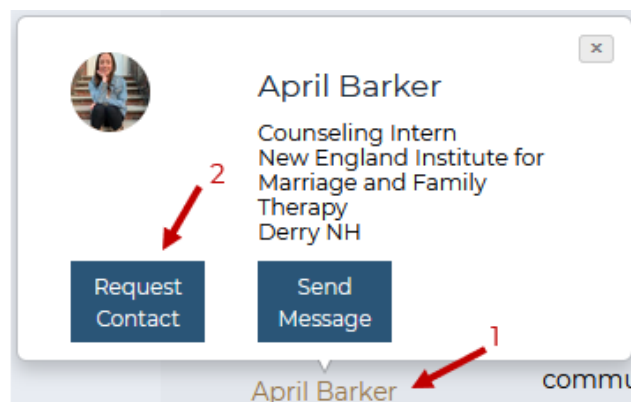 ×
April Barker
Counseling Intern
New England Institute for
Marriage and Family
Therapy
Derry NH
2
Request
Contact
Send
Message
1
April Barker